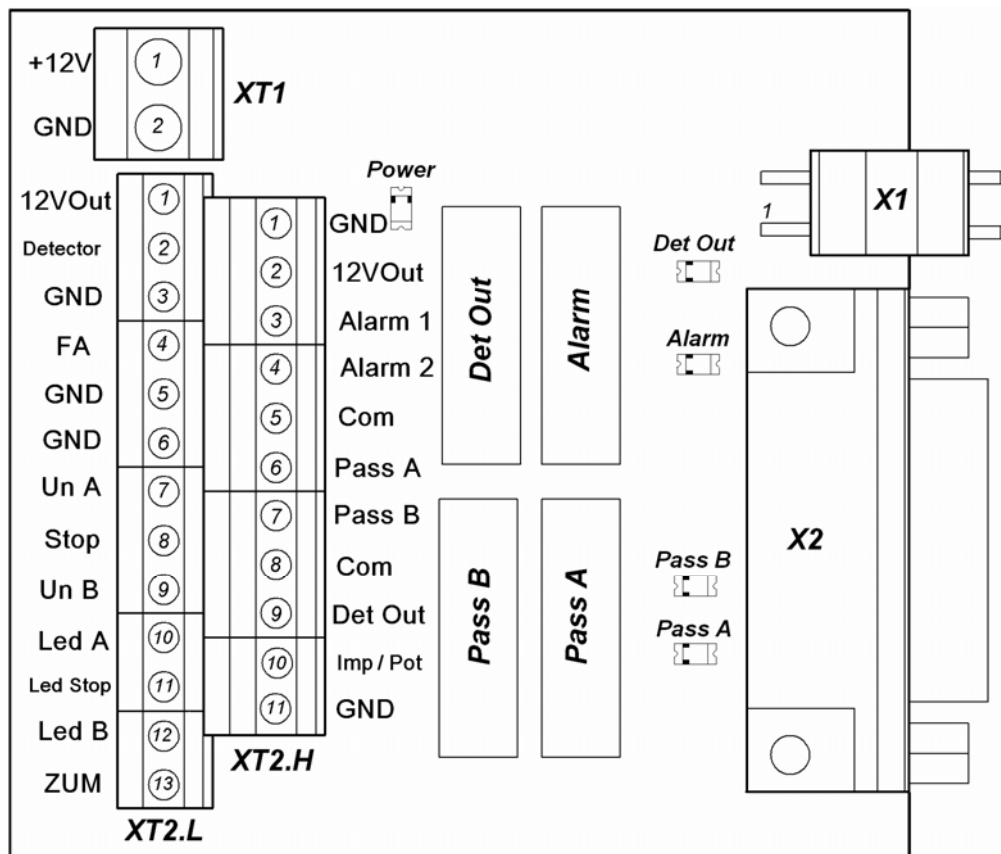 +12V
1
XT1
GND
2
12VOut
1
Detector
2
GND
3
FA
4
GND
5
GND
6
Un A
7
Stop
8
Un B
9
Led A
10
Led Stop
11
Led B
12
ZUM
13
XT2.L
1
GND
2
12VOut
3
Alarm 1
4
Alarm 2
5
Com
6
Pass A
7
Pass B
8
Com
9
Det Out
10
Imp / Pot
11
GND
XT2.H
Power
Det Out
Alarm
Pass B
Pass A
Det Out
Alarm
Pass B
Pass A
1
X1
X2